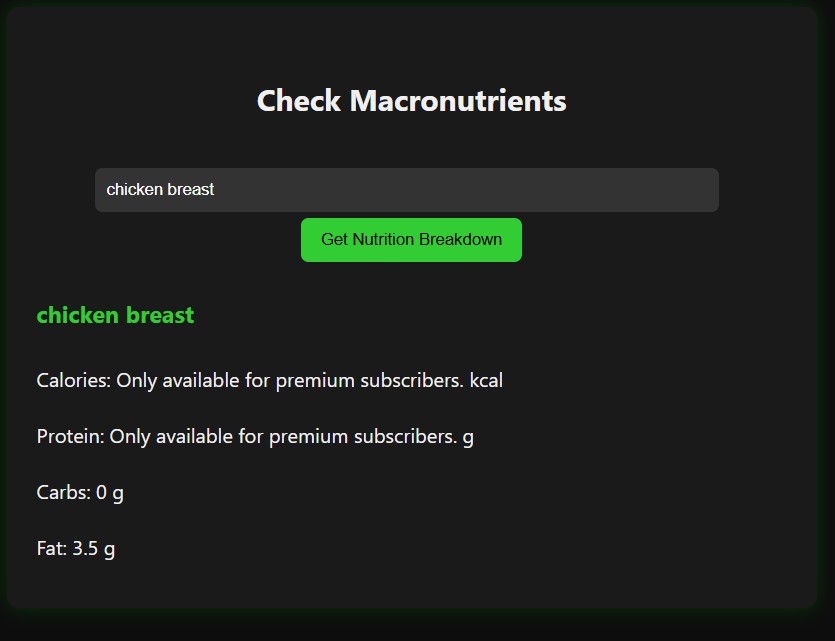 Check Macronutrients
chicken breast
Get Nutrition Breakdown
chicken breast
Calories: Only available for premium subscribers. kcal
Protein: Only available for premium subscribers. g
Carbs: 0 g
Fat: 3.5 g